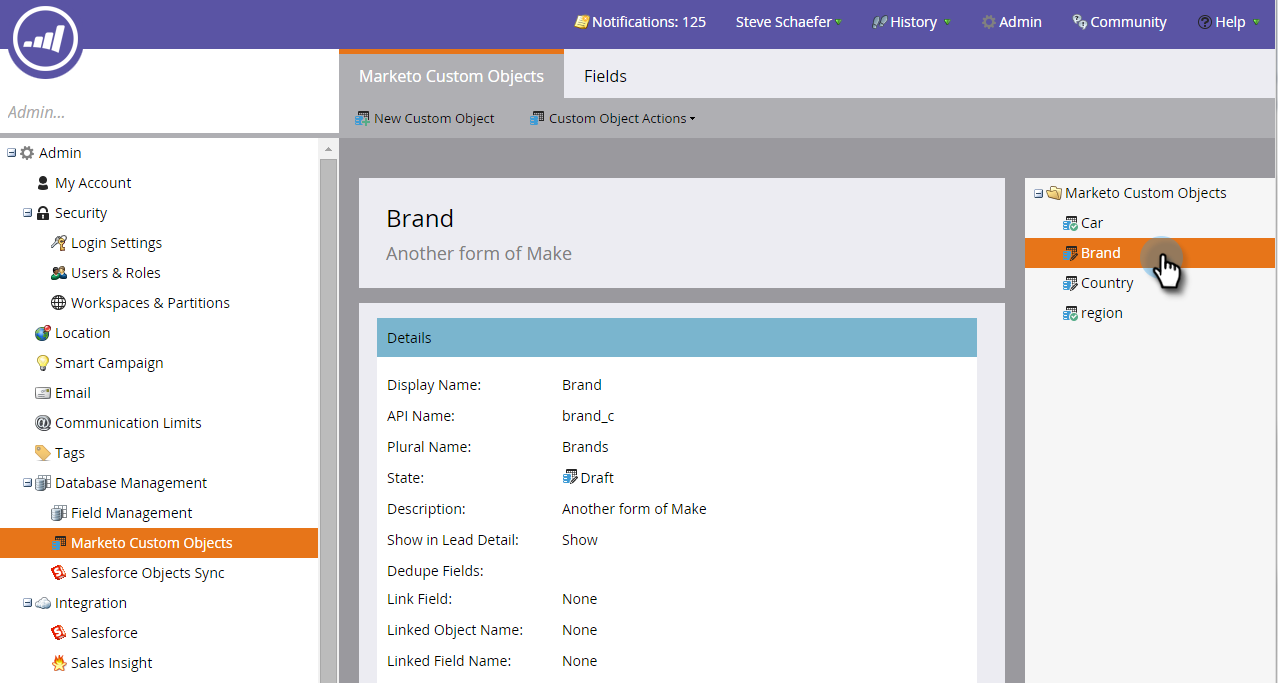 Notifications: 125 Steve Schaefer History Admin Community Help
Admin...
Marketo Custom Objects Fields
New Custom Object Custom Object Actions
Admin
My Account
Security
Login Settings
Users & Roles
Workspaces & Partitions
Location
Smart Campaign
Email
Communication Limits
Tags
Database Management
Field Management
Marketo Custom Objects
Salesforce Objects Sync
Integration
Salesforce
Sales Insight
Brand
Another form of Make
Details
Display Name: Brand
API Name: brand_c
Plural Name: Brands
State: Draft
Description: Another form of Make
Show in Lead Detail: Show
Dedupe Fields:
Link Field: None
Linked Object Name: None
Linked Field Name: None
Marketo Custom Objects
Car
Brand
Country
region